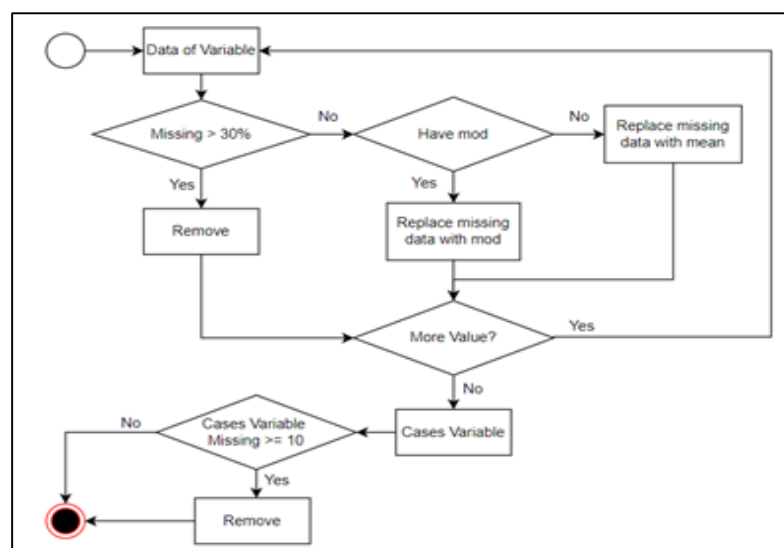 Data of Variable
Missing > 30%
No
Have mod
No
Replace missing
data with mean
Yes
Yes
Remove
Replace missing
data with mod
More Value?
Yes
No
Cases Variable
Cases Variable
Missing >= 10
No
Yes
Remove